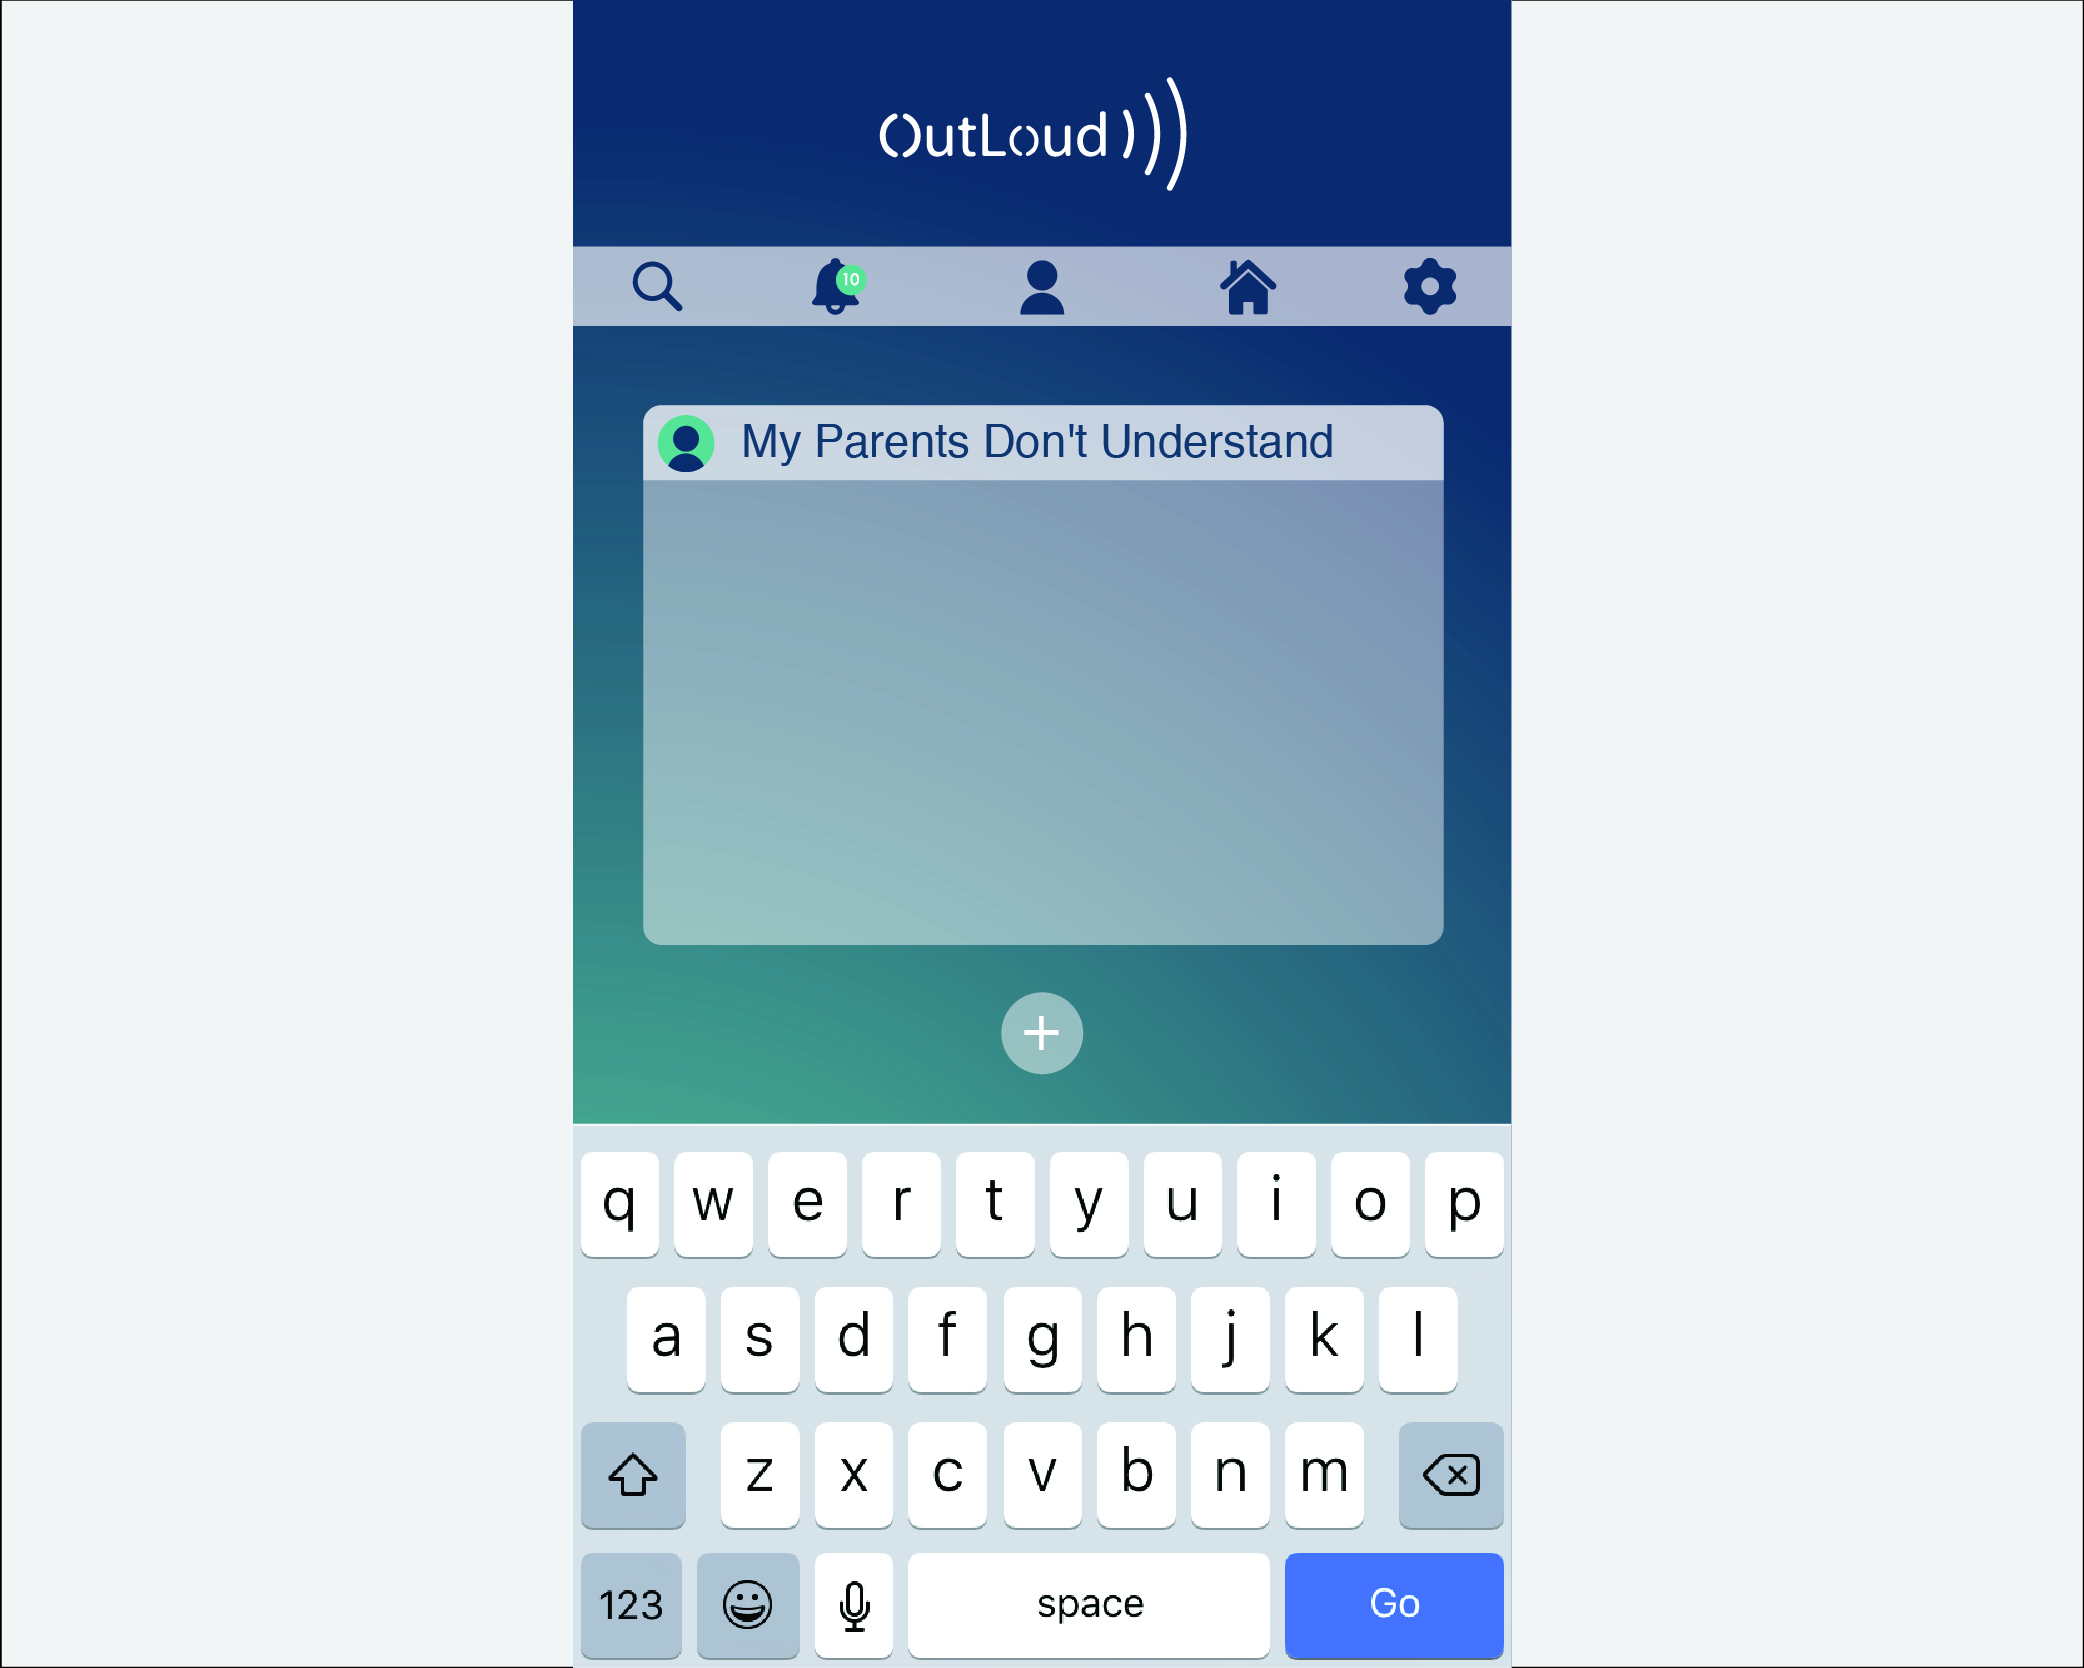 OutLoud
10
My Parents Don't Understand
+
q w e r t y u i o p
a s d f g h j k l
z x c v b n m
123 space Go